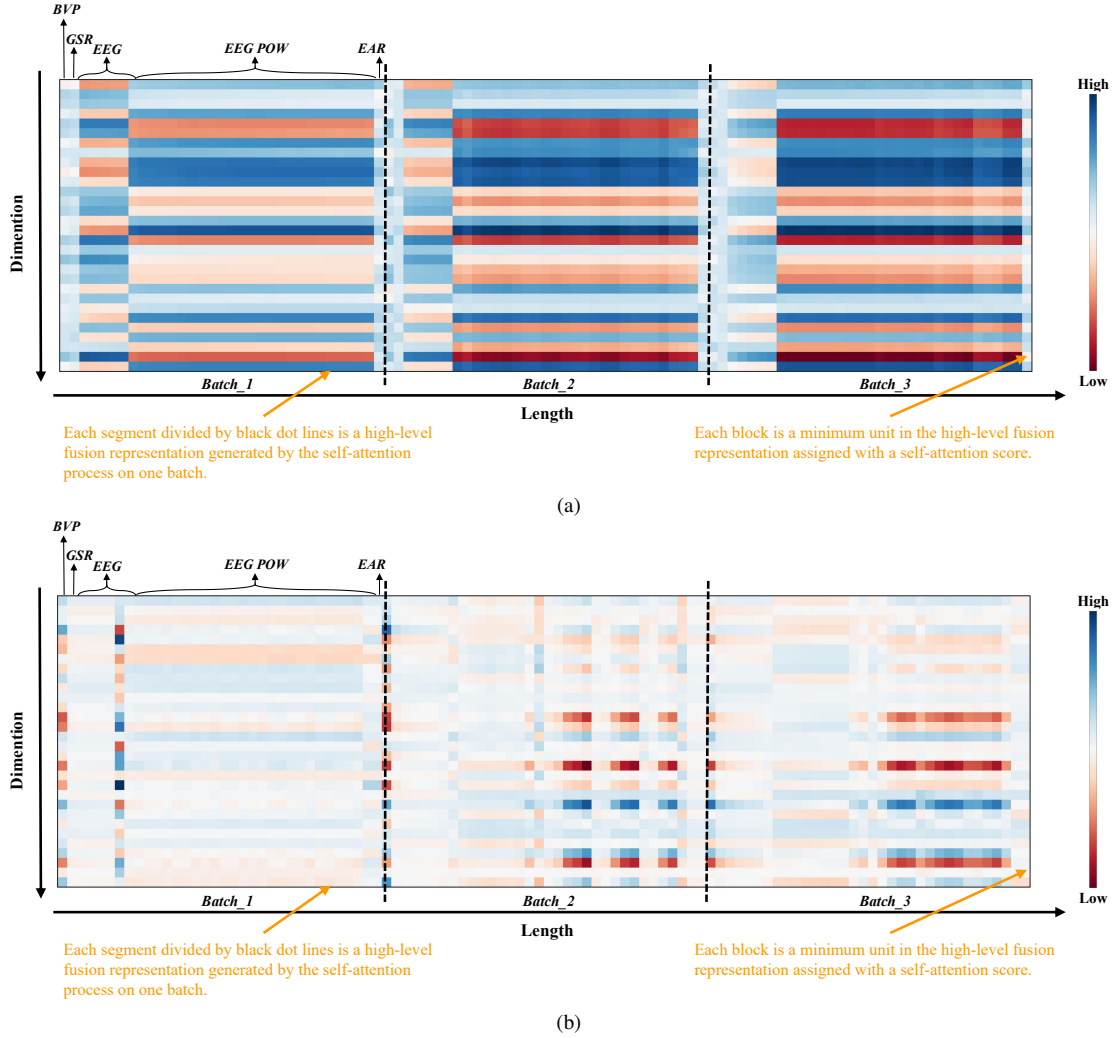 BVP
GSR
EEG
EEG POW
EAR
High
Dimention
Low
Batch_1
Batch_2
Batch_3
Length
Each segment divided by black dot lines is a high-level
fusion representation generated by the self-attention
process on one batch.
Each block is a minimum unit in the high-level fusion
representation assigned with a self-attention score.
(a)
BVP
GSR
EEG
EEG POW
EAR
High
Dimention
Low
Batch_1
Batch_2
Batch_3
Length
Each segment divided by black dot lines is a high-level
fusion representation generated by the self-attention
process on one batch.
Each block is a minimum unit in the high-level fusion
representation assigned with a self-attention score.
(b)